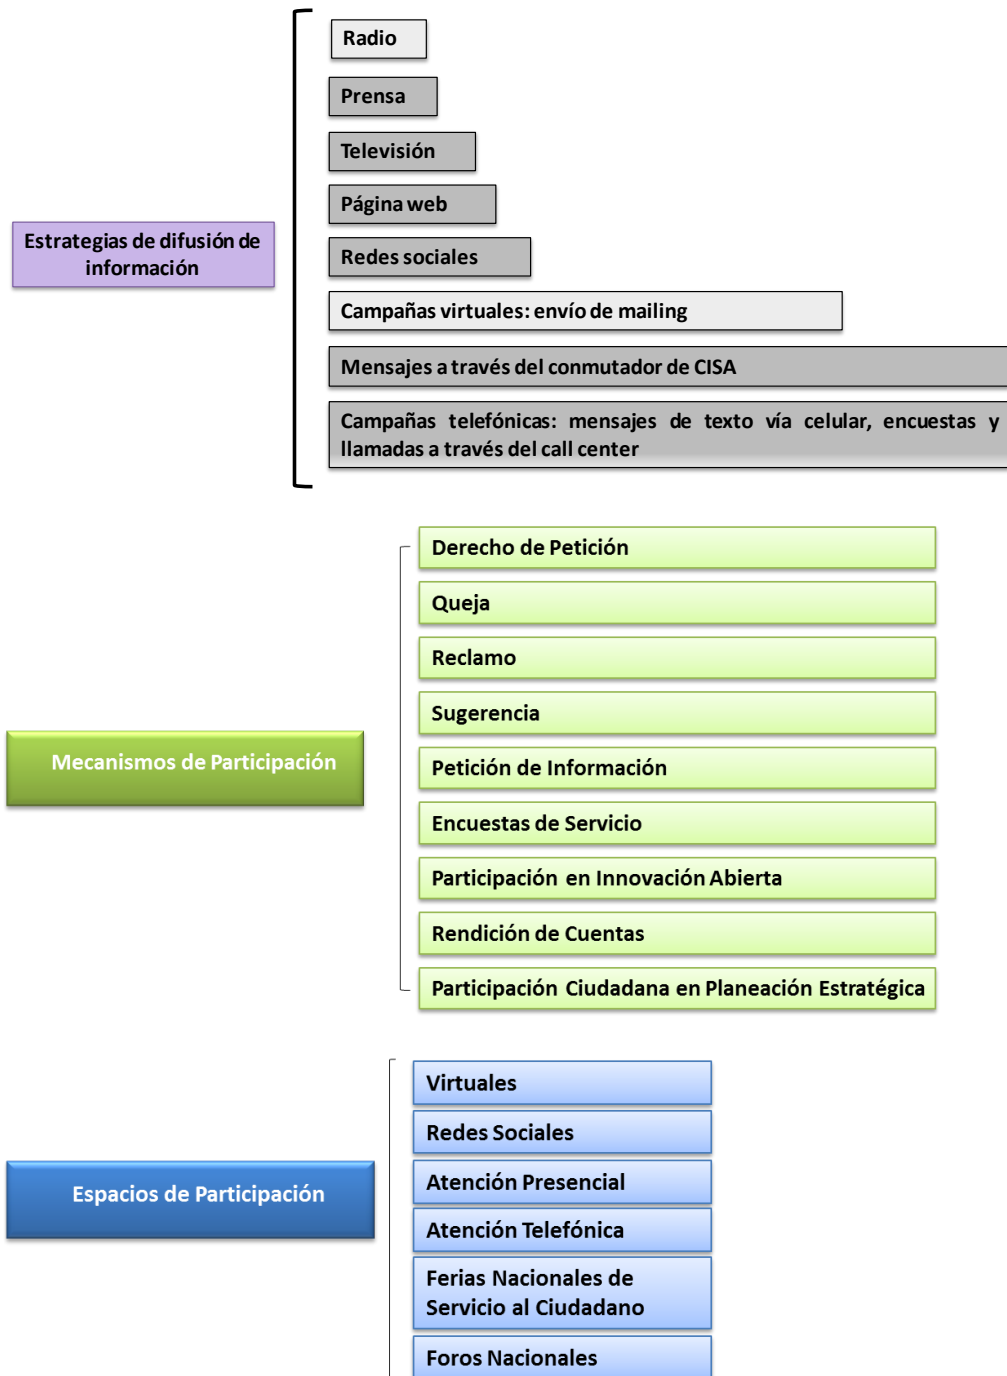 Radio
Prensa
Televisión
Página web
Redes sociales
Estrategias de difusión de
información
Campañas virtuales: envío de mailing
Mensajes a través del conmutador de CISA
Campañas telefónicas: mensajes de texto vía celular, encuestas y
llamadas a través del call center
Mecanismos de Participación
Derecho de Petición
Queja
Reclamo
Sugerencia
Petición de Información
Encuestas de Servicio
Participación en Innovación Abierta
Rendición de Cuentas
Participación Ciudadana en Planeación Estratégica
Espacios de Participación
Virtuales
Redes Sociales
Atención Presencial
Atención Telefónica
Ferias Nacionales de
Servicio al Ciudadano
Foros Nacionales